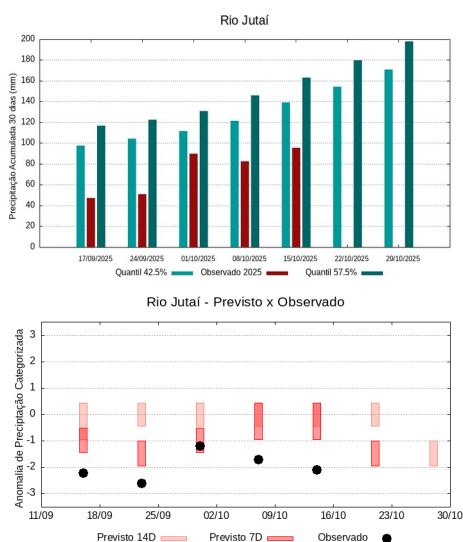 Rio Jutaí
Precipitação Acumulada 30 dias (mm)
200
180
160
140
120
100
80
60
40
20
0
17/09/2025 24/09/2025 01/10/2025 08/10/2025 15/10/2025 22/10/2025 29/10/2025
Quantil 42.5% Observado 2025 Quantil 57.5%
Rio Jutaí - Previsto x Observado
Anomalia de Precipitação Categorizada
3
2
1
0
-1
-2
-3
11/09 18/09 25/09 02/10 09/10 16/10 23/10 30/10
Previsto 14D Previsto 7D Observado